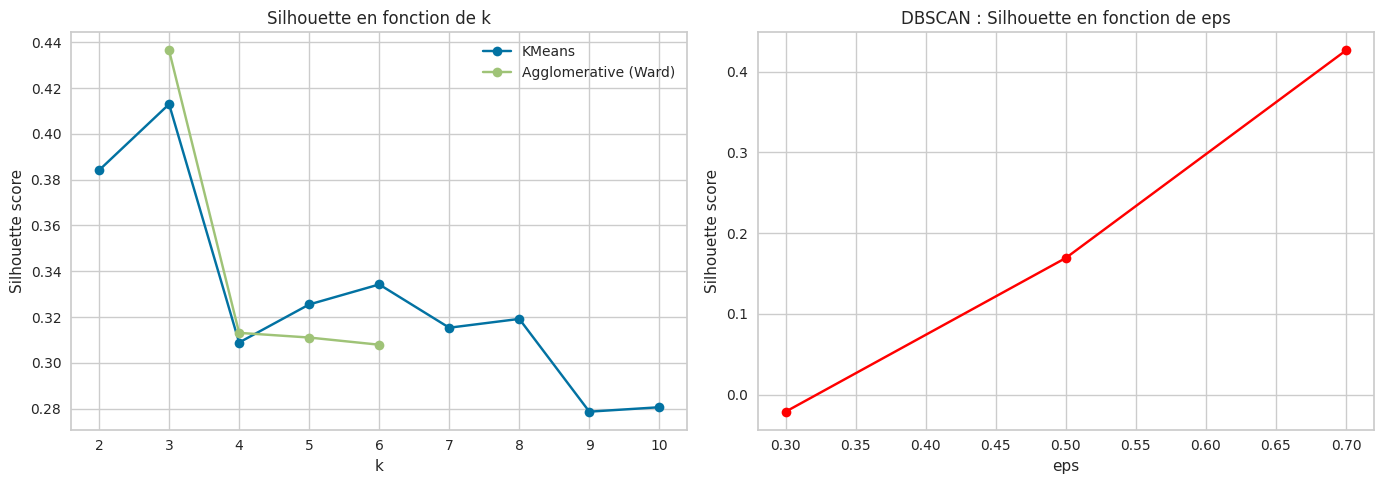 Silhouette en fonction de k
KMeans
Agglomerative (Ward)
Silhouette score
0.44
0.42
0.40
0.38
0.36
0.34
0.32
0.30
0.28
2 3 4 5 6 7 8 9 10
k
DBSCAN : Silhouette en fonction de eps
Silhouette score
0.4
0.3
0.2
0.1
0.0
0.30 0.35 0.40 0.45 0.50 0.55 0.60 0.65 0.70
eps